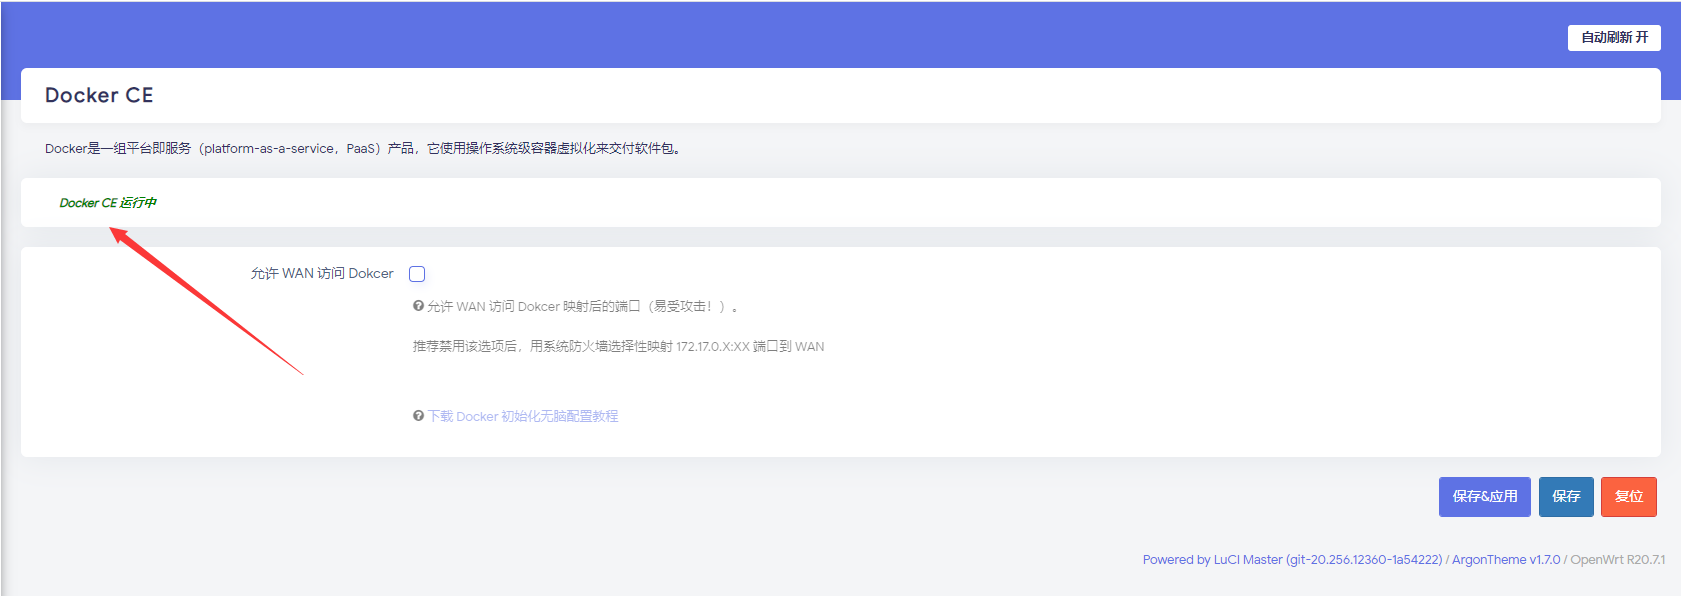 自动刷新 开
Docker CE
Docker是一组平台即服务（platform-as-a-service，PaaS）产品，它使用操作系统级容器虚拟化来交付软件包。
Docker CE 运行中
允许 WAN 访问 Dokcer
允许 WAN 访问 Dokcer 映射后的端口（易受攻击！）。
推荐禁用该选项后，用系统防火墙选择性映射 172.17.0.X:XX 端口到 WAN
下载 Docker 初始化无脑配置教程
保存&应用 保存 复位
Powered by LuCI Master (git-20.256.12360-1a54222) / ArgonTheme v1.7.0 / OpenWrt R20.7.1